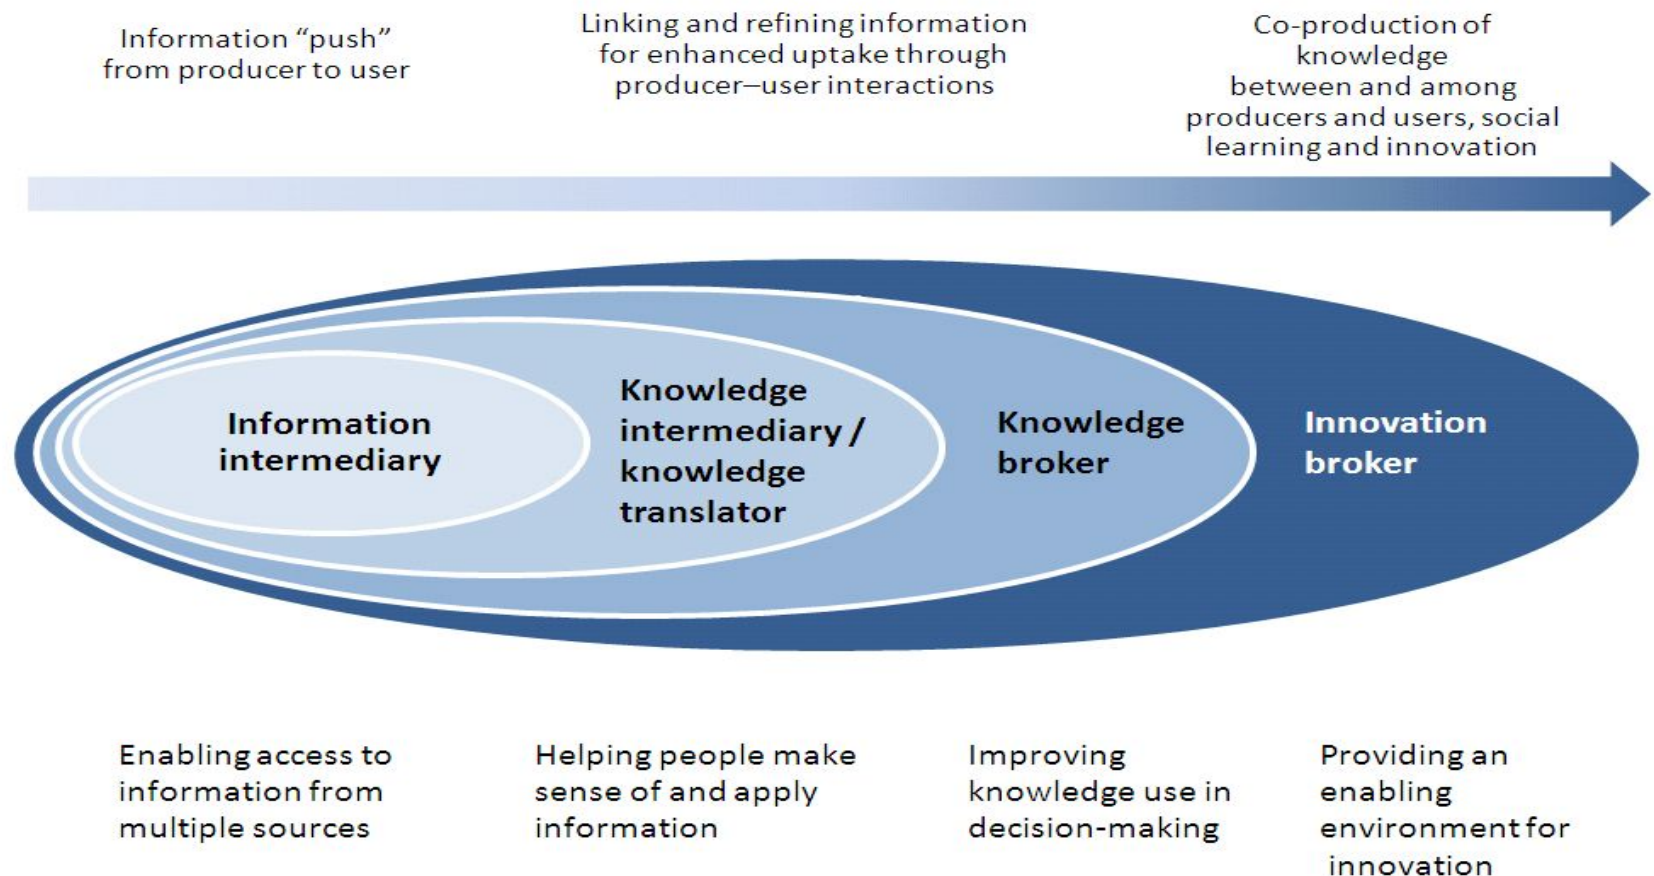 Information “push”
from producer to user
Linking and refining information
for enhanced uptake through
producer–user interactions
Co-production of
knowledge
between and among
producers and users, social
learning and innovation
Information
intermediary
Knowledge
intermediary /
knowledge
translator
Knowledge
broker
Innovation
broker
Enabling access to
information from
multiple sources
Helping people make
sense of and apply
information
Improving
knowledge use in
decision-making
Providing an
enabling
environment for
innovation